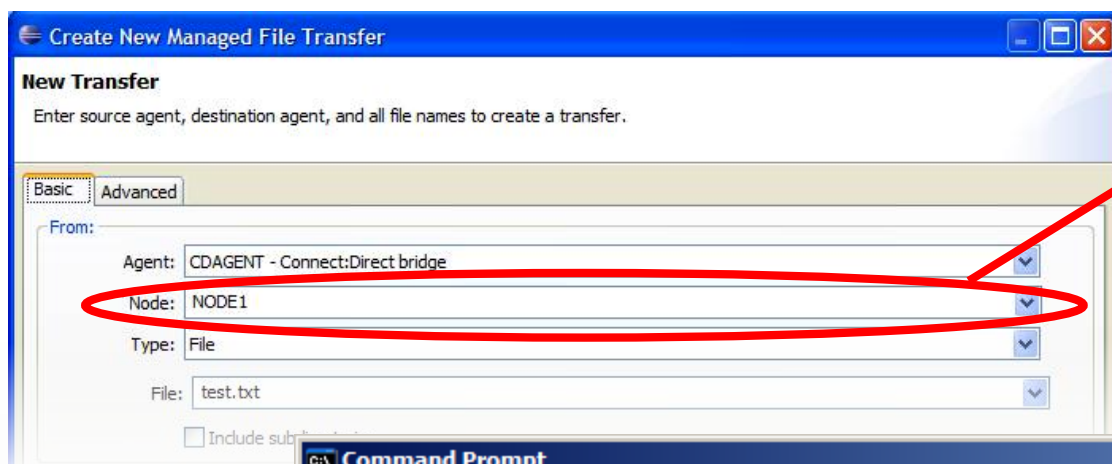 Create New Managed File Transfer
New Transfer
Enter source agent, destination agent, and all file names to create a transfer.
Basic Advanced
From:
Agent: CDAGENT - Connect:Direct bridge
Node: NODE1
Type: File
File: test.txt
Include
C:\ Command Prompt